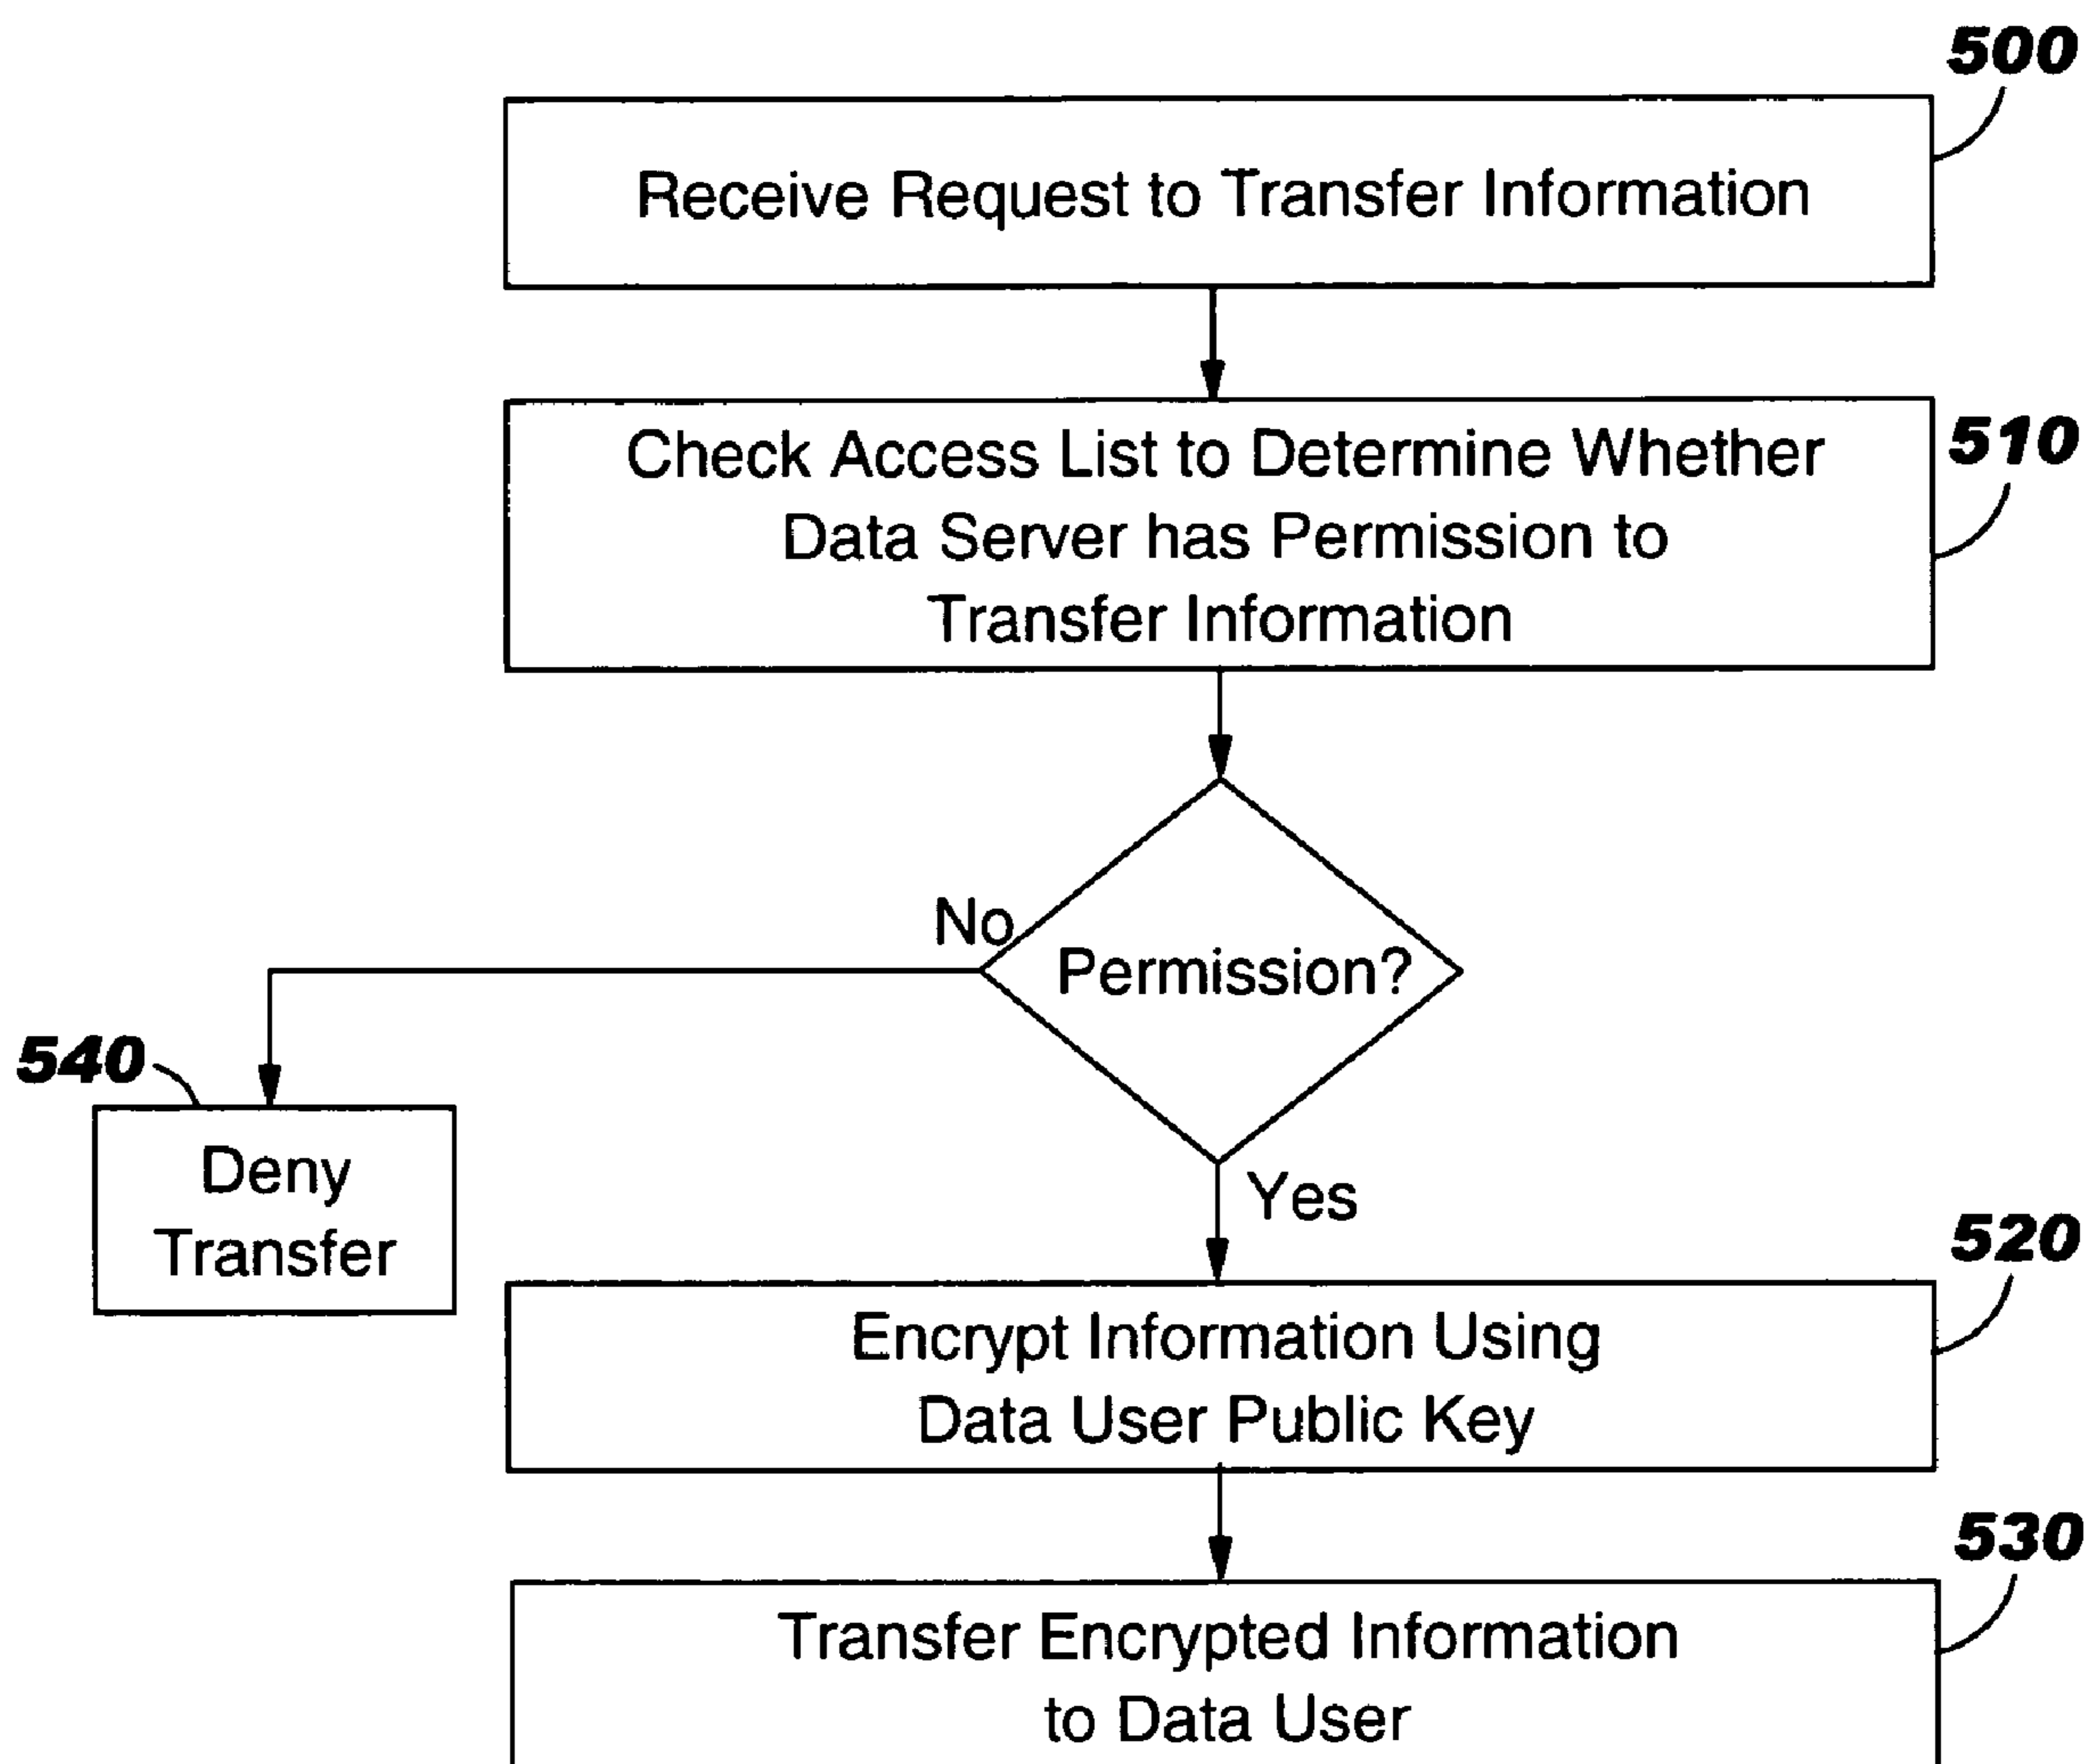 500
Receive Request to Transfer Information
510
Check Access List to Determine Whether
Data Server has Permission to
Transfer Information
No
Permission?
540
Deny
Transfer
Yes
520
Encrypt Information Using
Data User Public Key
530
Transfer Encrypted Information
to Data User